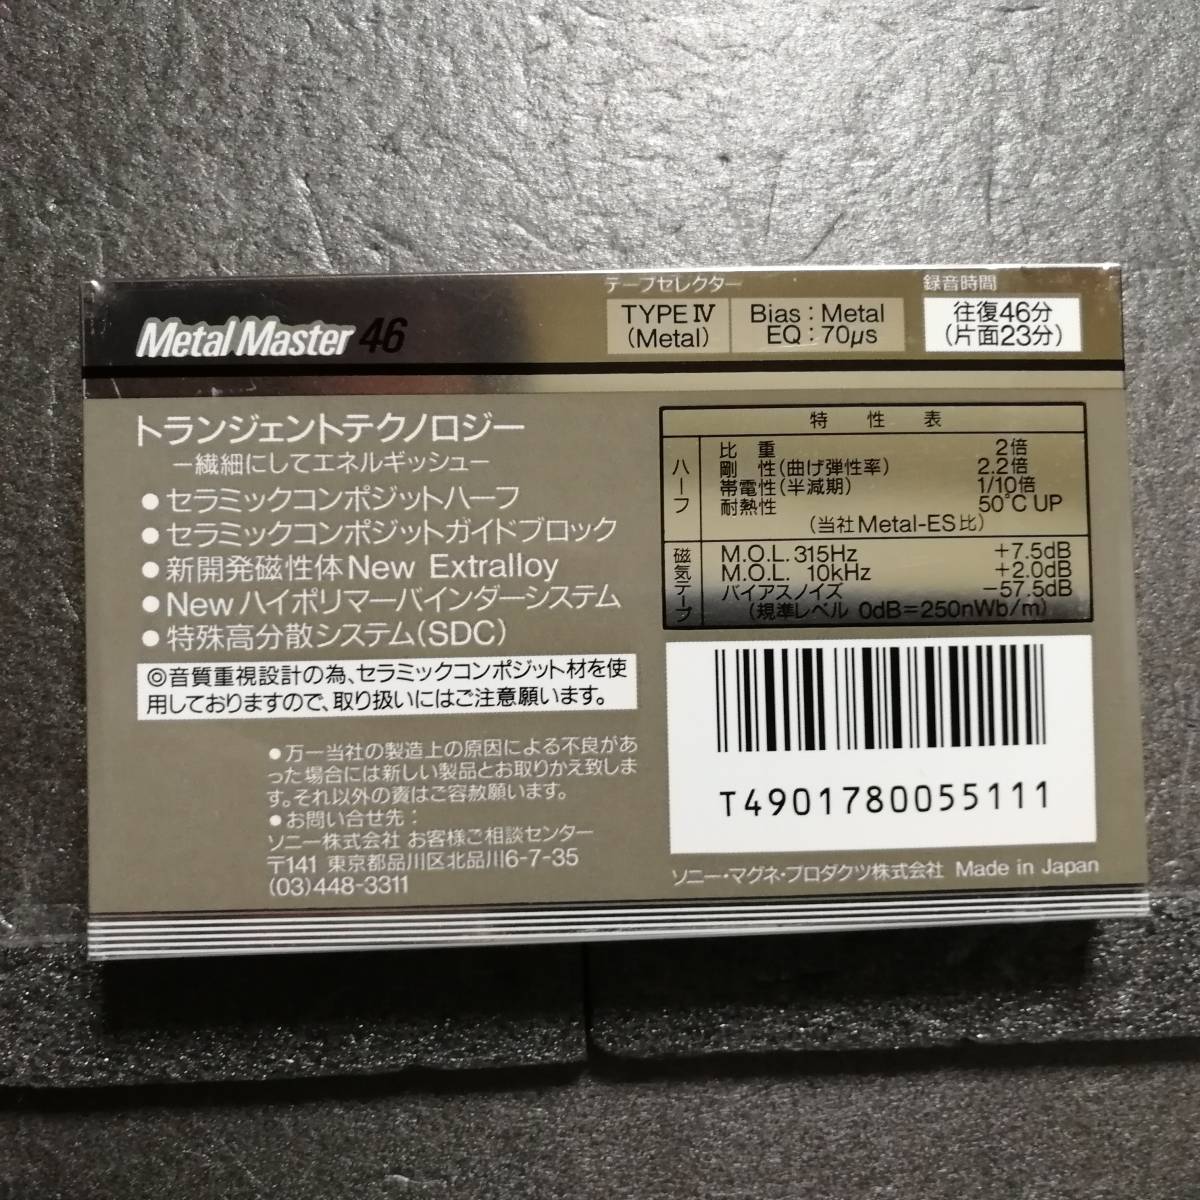 Metal Master 46
テープセレクター
TYPE IV
(Metal)
Bias : Metal
EQ : 70μs
録音時間
往復46分
(片面23分)
トランジェントテクノロジー
—繊細にしてエネルギッシュ—
●セラミックコンポジットハーフ
●セラミックコンポジットガイドブロック
●新開発磁性体New Extralloy
●Newハイポリマーバインダーシステム
●特殊高分散システム(SDC)
◎音質重視設計の為、セラミックコンポジット材を使
用しておりますので、取り扱いにはご注意願います。
●万一当社の製造上の原因による不良があ
った場合には新しい製品とお取りかえ致しま
す。それ以外の責はご容赦願います。
●お問い合せ先：
ソニー株式会社 お客様ご相談センター
〒141 東京都品川区北品川6-7-35
(03)448-3311
特性表
ハーフ
比重 2倍
剛性(曲げ弾性率) 2.2倍
帯電性(半減期) 1/10倍
耐熱性 50°C UP
(当社Metal-ES比)
磁気テープ
M.O.L. 315Hz +7.5dB
M.O.L. 10kHz +2.0dB
バイアスノイズ −57.5dB
(規準レベル 0dB=250nWb/m)
T4901780055111
ソニー・マグネ・プロダクツ株式会社 Made in Japan